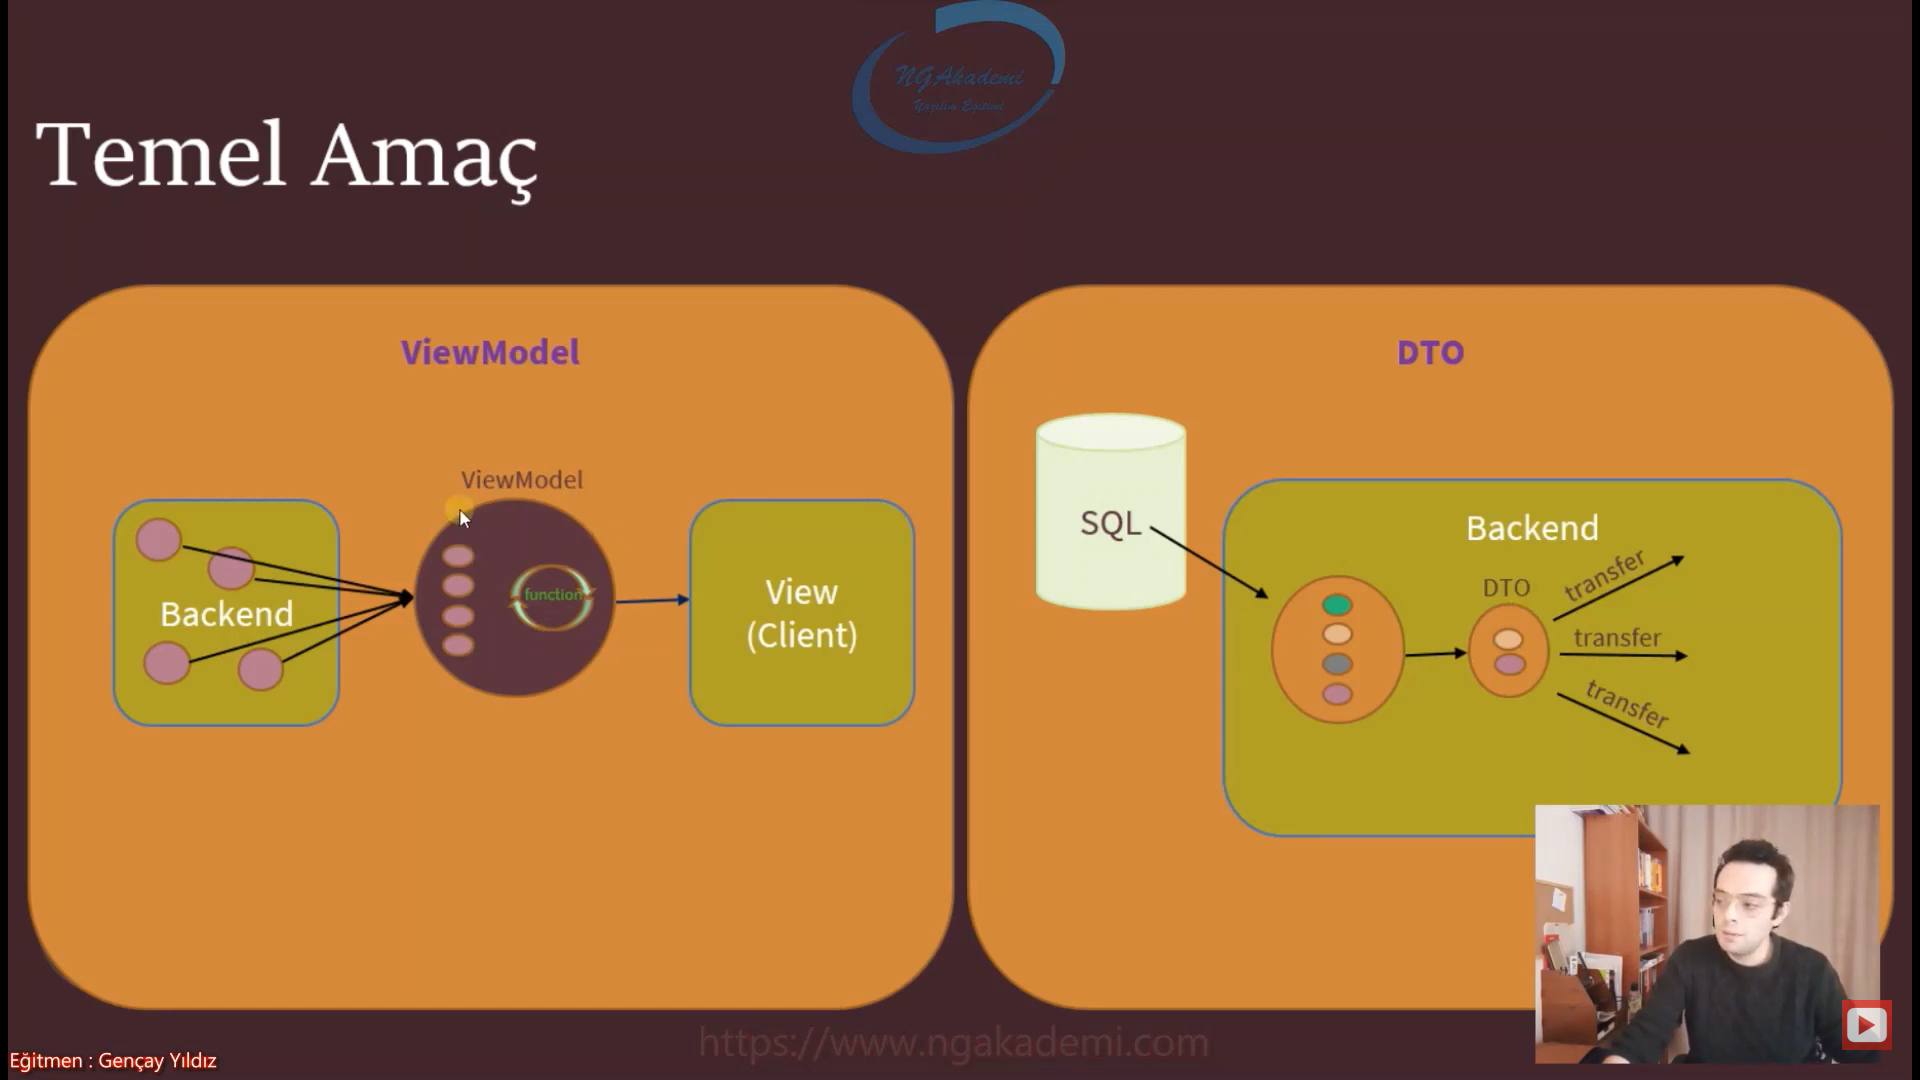 NGAkademi
Yazılım Eğitimi
Temel Amaç
ViewModel
ViewModel
Backend
function
View
(Client)
DTO
SQL
Backend
DTO
transfer
transfer
transfer
https://www.ngakademi.com
Eğitmen : Gençay Yıldız